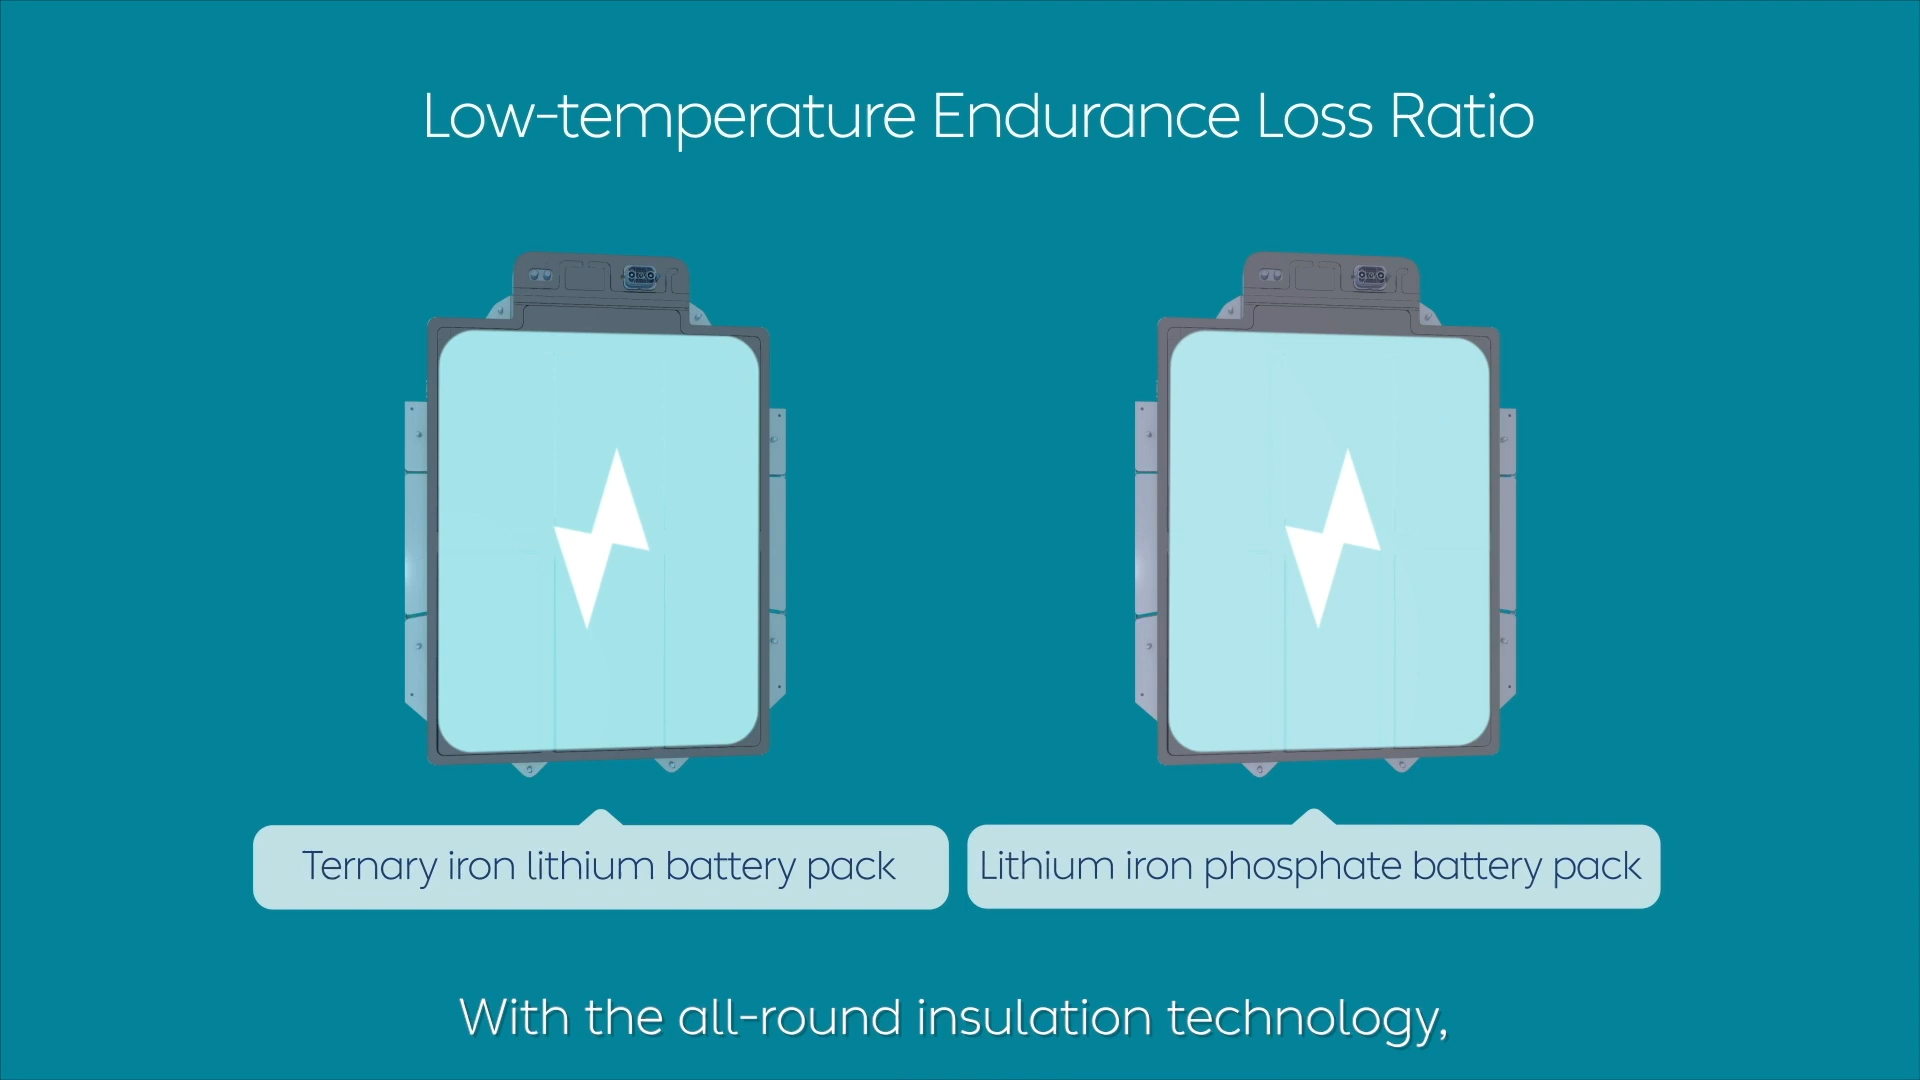 Low-temperature Endurance Loss Ratio
Ternary iron lithium battery pack
Lithium iron phosphate battery pack
With the all-round insulation technology,